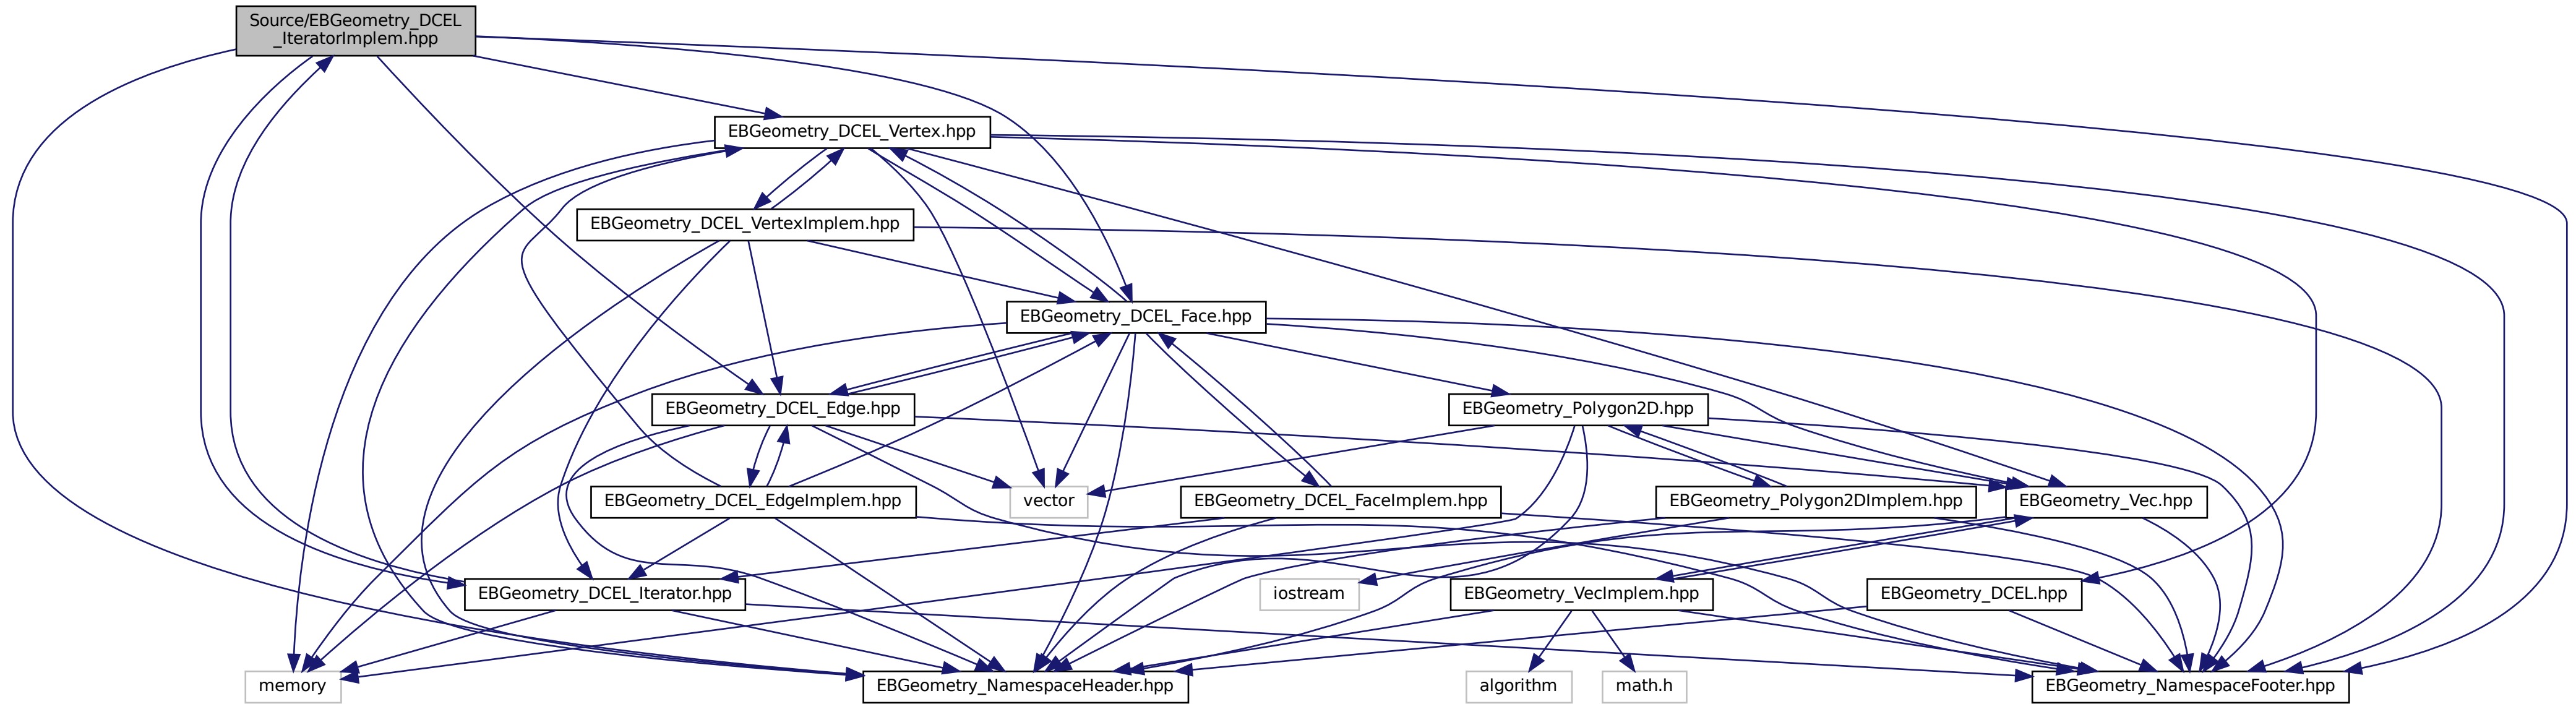 Source/EBGeometry_DCEL
_IteratorImplem.hpp
EBGeometry_DCEL_Vertex.hpp
EBGeometry_DCEL_VertexImplem.hpp
EBGeometry_DCEL_Face.hpp
EBGeometry_DCEL_Edge.hpp
EBGeometry_Polygon2D.hpp
EBGeometry_DCEL_EdgeImplem.hpp
vector
EBGeometry_DCEL_FaceImplem.hpp
EBGeometry_Polygon2DImplem.hpp
EBGeometry_Vec.hpp
EBGeometry_DCEL_Iterator.hpp
iostream
EBGeometry_VecImplem.hpp
EBGeometry_DCEL.hpp
memory
EBGeometry_NamespaceHeader.hpp
algorithm
math.h
EBGeometry_NamespaceFooter.hpp